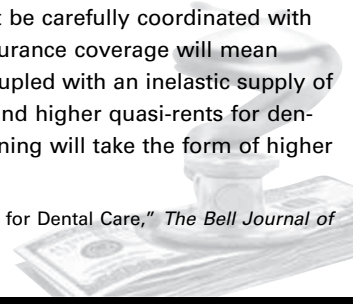 be carefully coordinated with
urance coverage will mean
upled with an inelastic supply of
nd higher quasi-rents for den-
ning will take the form of higher
for Dental Care,” The Bell Journal of